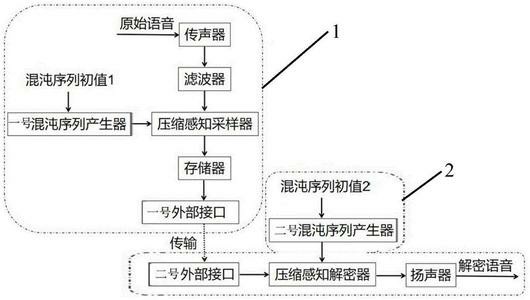 原始语音
传声器
1
滤波器
混沌序列初值1
一号混沌序列产生器
压缩感知采样器
存储器
混沌序列初值2
2
一号外部接口
二号混沌序列产生器
传输
解密语音
二号外部接口
压缩感知解密器
扬声器